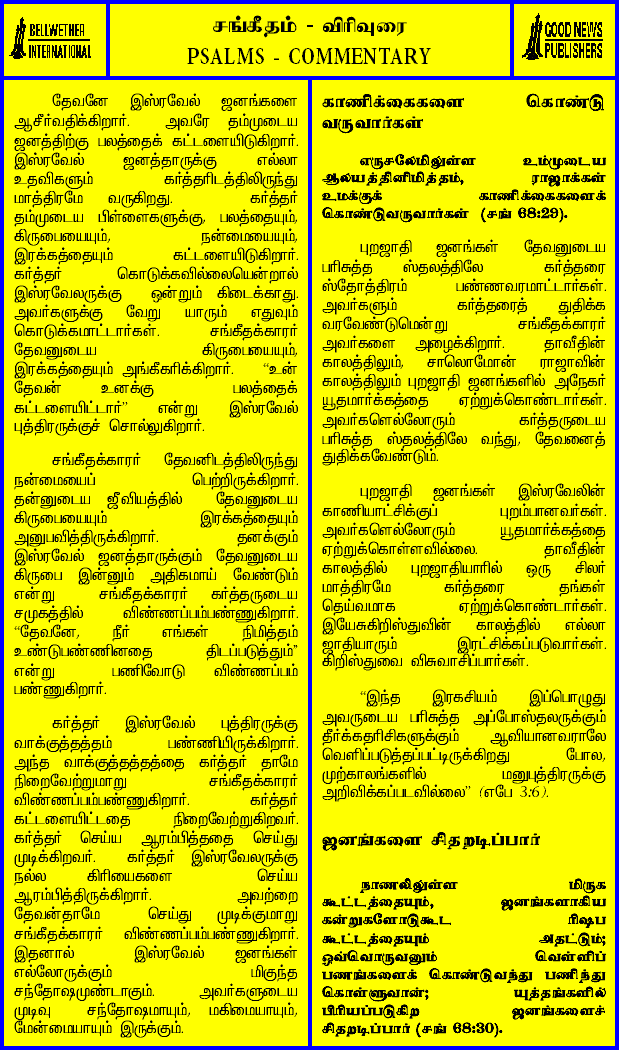 BELLWETHER
INTERNATIONAL
சங்கீதம் - விரிவுரை
PSALMS - COMMENTARY
GOOD NEWS
PUBLISHERS
தேவனே இஸ்ரவேல் ஜனங்களை
ஆசீர்வதிக்கிறார். அவரே தம்முடைய
ஜனத்திற்கு பலத்தைக் கட்டளையிடுகிறார்.
இஸ்ரவேல் ஜனத்தாருக்கு எல்லா
உதவிகளும் கர்த்தரிடத்திலிருந்து
மாத்திரமே வருகிறது. கர்த்தர்
தம்முடைய பிள்ளைகளுக்கு, பலத்தையும்,
கிருபையையும், நன்மையையும்,
இரக்கத்தையும் கட்டளையிடுகிறார்.
கர்த்தர் கொடுக்கவில்லையென்றால்
இஸ்ரவேலருக்கு ஒன்றும் கிடைக்காது.
அவர்களுக்கு வேறு யாரும் எதுவும்
கொடுக்கமாட்டார்கள். சங்கீதக்காரர்
தேவனுடைய கிருபையையும்,
இரக்கத்தையும் அங்கீகரிக்கிறார். “உன்
தேவன் உனக்கு பலத்தைக்
கட்டளையிட்டார்” என்று இஸ்ரவேல்
புத்திரருக்குச் சொல்லுகிறார்.
சங்கீதக்காரர் தேவனிடத்திலிருந்து
நன்மையைப் பெற்றிருக்கிறார்.
தன்னுடைய ஜீவியத்தில் தேவனுடைய
கிருபையையும் இரக்கத்தையும்
அனுபவித்திருக்கிறார். தனக்கும்
இஸ்ரவேல் ஜனத்தாருக்கும் தேவனுடைய
கிருபை இன்னும் அதிகமாய் வேண்டும்
என்று சங்கீதக்காரர் கர்த்தருடைய
சமுகத்தில் விண்ணப்பம்பண்ணுகிறார்.
“தேவனே, நீர் எங்கள் நிமித்தம்
உண்டுபண்ணினதை திடப்படுத்தும்”
என்று பணிவோடு விண்ணப்பம்
பண்ணுகிறார்.
கர்த்தர் இஸ்ரவேல் புத்திரருக்கு
வாக்குத்தத்தம் பண்ணியிருக்கிறார்.
அந்த வாக்குத்தத்தத்தை கர்த்தர் தாமே
நிறைவேற்றுமாறு சங்கீதக்காரர்
விண்ணப்பம்பண்ணுகிறார். கர்த்தர்
கட்டளையிட்டதை நிறைவேற்றுகிறவர்.
கர்த்தர் செய்ய ஆரம்பித்ததை செய்து
முடிக்கிறவர். கர்த்தர் இஸ்ரவேலருக்கு
நல்ல கிரியைகளை செய்ய
ஆரம்பித்திருக்கிறார். அவற்றை
தேவன்தாமே செய்து முடிக்குமாறு
சங்கீதக்காரர் விண்ணப்பம்பண்ணுகிறார்.
இதனால் இஸ்ரவேல் ஜனங்கள்
எல்லோருக்கும் மிகுந்த
சந்தோஷமுண்டாகும். அவர்களுடைய
முடிவு சந்தோஷமாயும், மகிமையாயும்,
மேன்மையாயும் இருக்கும்.
காணிக்கைகளை கொண்டு
வருவார்கள்
எருசலேமிலுள்ள உம்முடைய
ஆலயத்தினிமித்தம், ராஜாக்கள்
உமக்குக் காணிக்கைகளைக்
கொண்டுவருவார்கள் (சங் 68:29).
புறஜாதி ஜனங்கள் தேவனுடைய
பரிசுத்த ஸ்தலத்திலே கர்த்தரை
ஸ்தோத்திரம் பண்ணவரமாட்டார்கள்.
அவர்களும் கர்த்தரைத் துதிக்க
வரவேண்டுமென்று சங்கீதக்காரர்
அவர்களை அழைக்கிறார். தாவீதின்
காலத்திலும், சாலொமோன் ராஜாவின்
காலத்திலும் புறஜாதி ஜனங்களில் அநேகர்
யூதமார்க்கத்தை ஏற்றுக்கொண்டார்கள்.
அவர்களெல்லோரும் கர்த்தருடைய
பரிசுத்த ஸ்தலத்திலே வந்து, தேவனைத்
துதிக்கவேண்டும்.
புறஜாதி ஜனங்கள் இஸ்ரவேலின்
காணியாட்சிக்குப் புறம்பானவர்கள்.
அவர்களெல்லோரும் யூதமார்க்கத்தை
ஏற்றுக்கொள்ளவில்லை. தாவீதின்
காலத்தில் புறஜாதியாரில் ஒரு சிலர்
மாத்திரமே கர்த்தரை தங்கள்
தெய்வமாக ஏற்றுக்கொண்டார்கள்.
இயேசுகிறிஸ்துவின் காலத்தில் எல்லா
ஜாதியாரும் இரட்சிக்கப்படுவார்கள்.
கிறிஸ்துவை விசுவாசிப்பார்கள்.
“இந்த இரகசியம் இப்பொழுது
அவருடைய பரிசுத்த அப்போஸ்தலருக்கும்
தீர்க்கதரிசிகளுக்கும் ஆவியானவராலே
வெளிப்படுத்தப்பட்டிருக்கிறது போல,
முற்காலங்களில் மனுபுத்திரருக்கு
அறிவிக்கப்படவில்லை” (எபே 3:6).
ஜனங்களை சிதறடிப்பார்
நாணலிலுள்ள மிருக
கூட்டத்தையும், ஜனங்களாகிய
கன்றுகளோடுகூட ரிஷப
கூட்டத்தையும் அதட்டும்;
ஒவ்வொருவனும் வெள்ளிப்
பணங்களைக் கொண்டுவந்து பணிந்து
கொள்ளுவான்; யுத்தங்களில்
பிரியப்படுகிற ஜனங்களைச்
சிதறடிப்பார் (சங் 68:30).